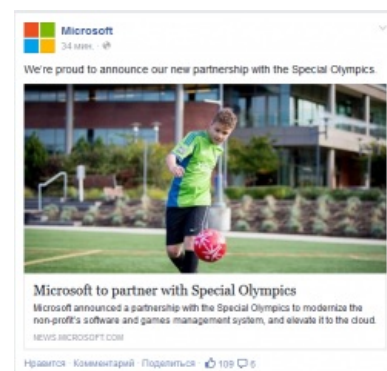 Microsoft
34 мин. ·
We're proud to announce our new partnership with the Special Olympics.
Microsoft to partner with Special Olympics
Microsoft announced a partnership with the Special Olympics to modernize the
non-profit's software and games management system, and elevate it to the cloud.
NEWS.MICROSOFT.COM
Нравится · Комментарий · Поделиться · 109 6